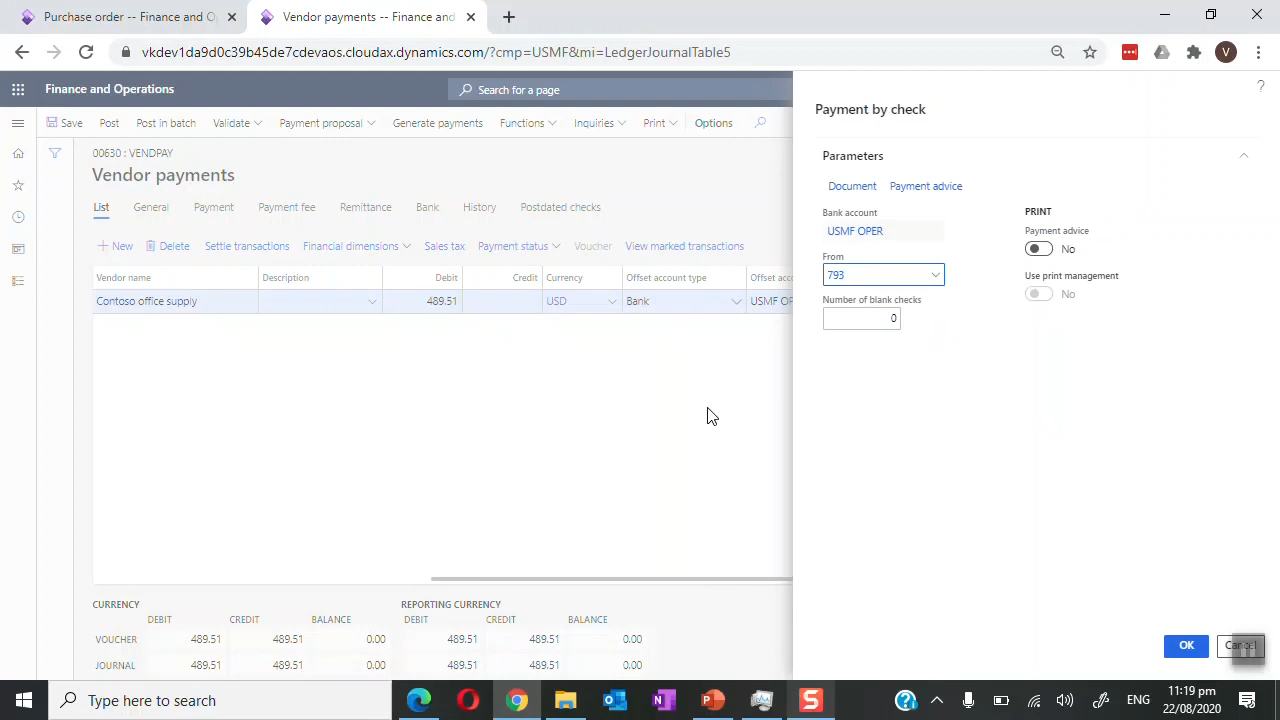 Purchase order -- Finance and O
Vendor payments -- Finance and
vkdev1da9d0c39b45de7cdevaos.cloudax.dynamics.com/?cmp=USMF&mi=LedgerJournalTable5
V
Finance and Operations
Search for a page
?
Save Post Post in batch Validate Payment proposal Generate payments Functions Inquiries Print Options
00630 : VENDPAY
Vendor payments
List General Payment Payment fee Remittance Bank History Postdated checks
New Delete Settle transactions Financial dimensions Sales tax Payment status Voucher View marked transactions
Vendor name Description Debit Credit Currency Offset account type Offset acco
Contoso office supply 489.51 USD Bank USMF OP
CURRENCY REPORTING CURRENCY
DEBIT CREDIT BALANCE DEBIT CREDIT BALANCE
VOUCHER 489.51 489.51 0.00 489.51 489.51 0.00
JOURNAL 489.51 489.51 0.00 489.51 489.51 0.00
Payment by check
Parameters
Document Payment advice
Bank account
USMF OPER
From
793
Number of blank checks
0
PRINT
Payment advice
No
Use print management
No
OK Cancel
Type here to search
ENG
11:19 pm
22/08/2020